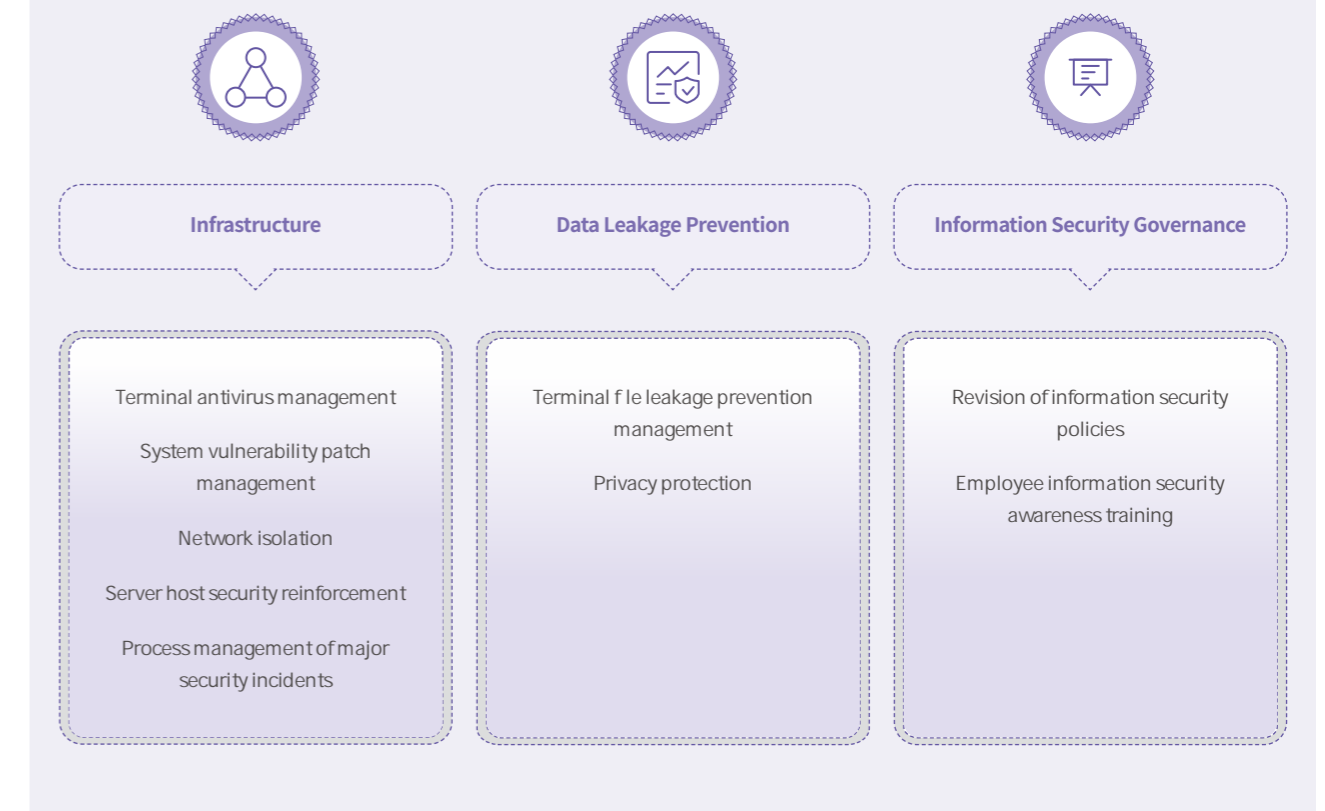 Infrastructure
Terminal antivirus management
System vulnerability patch
management
Network isolation
Server host security reinforcement
Process management of major
security incidents
Data Leakage Prevention
Terminal f le leakage prevention
management
Privacy protection
Information Security Governance
Revision of information security
policies
Employee information security
awareness training